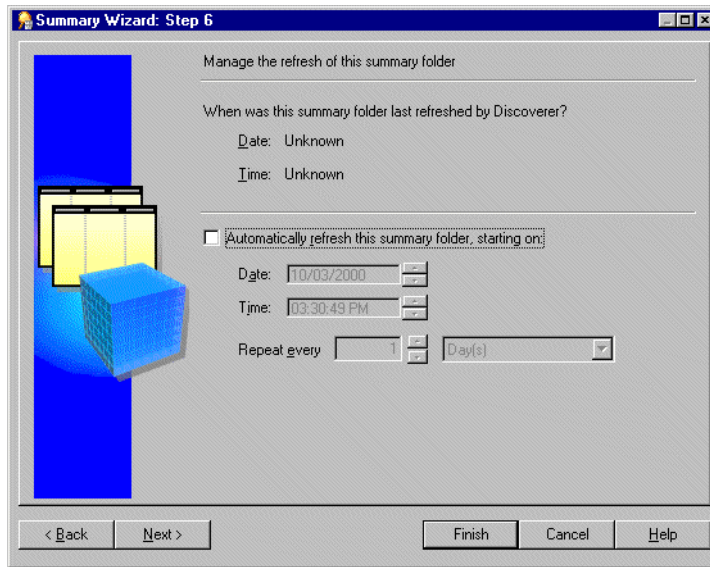 Summary Wizard: Step 6
Manage the refresh of this summary folder
When was this summary folder last refreshed by Discoverer?
Date: Unknown
Time: Unknown
Automatically refresh this summary folder, starting on:
Date: 10/03/2000
Time: 03:30:49 PM
Repeat every 1 Day(s)
< Back Next > Finish Cancel Help